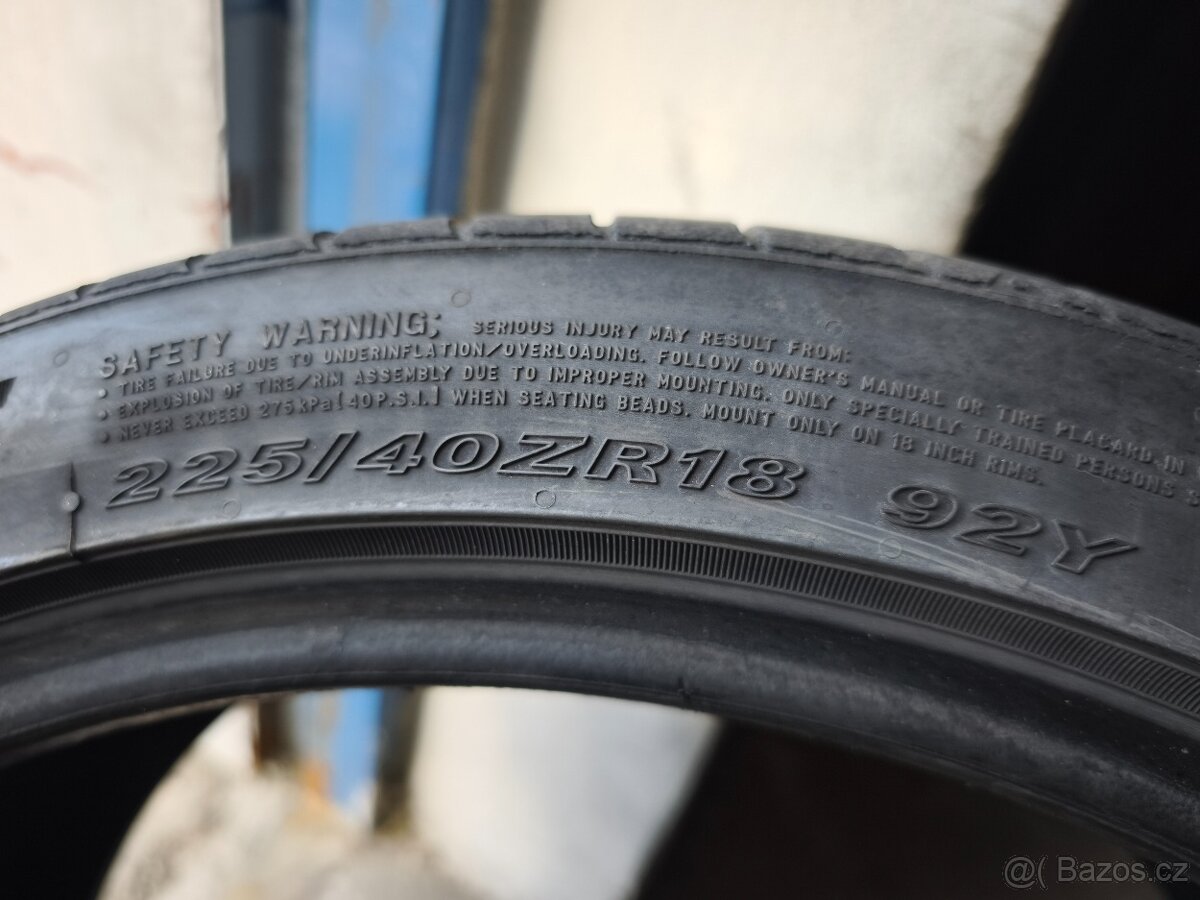 SAFETY WARNING; SERIOUS INJURY MAY RESULT FROM:
• TIRE FAILURE DUE TO UNDERINFLATION/OVERLOADING. FOLLOW OWNER'S MANUAL OR TIRE PLACARD IN
• EXPLOSION OF TIRE/RIM ASSEMBLY DUE TO IMPROPER MOUNTING. ONLY SPECIALLY TRAINED PERSONS
• NEVER EXCEED 275kPa[40P.S.I.] WHEN SEATING BEADS. MOUNT ONLY ON 18 INCH RIMS.
225/40ZR18 92Y
@( Bazos.cz